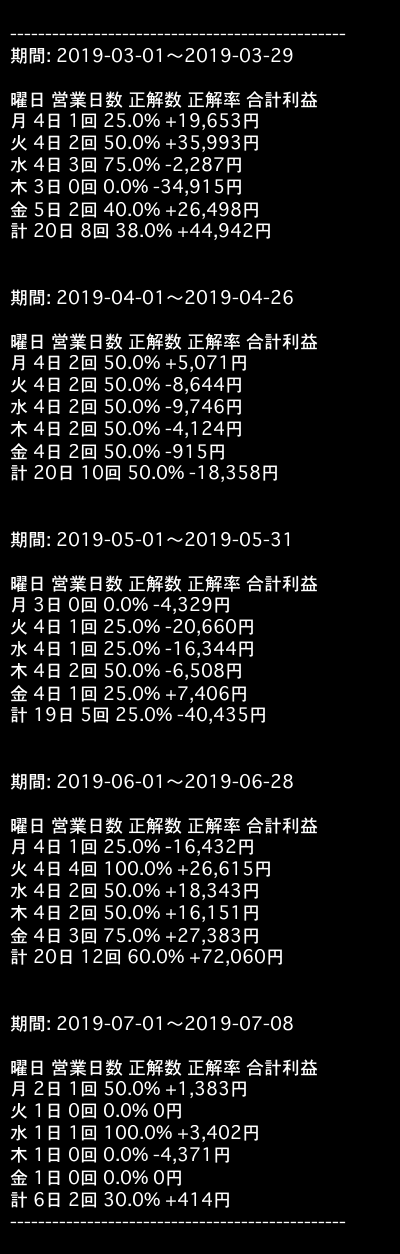 ------------------------------------------------
期間: 2019-03-01〜2019-03-29
曜日 営業日数 正解数 正解率 合計利益
月 4日 1回 25.0% +19,653円
火 4日 2回 50.0% +35,993円
水 4日 3回 75.0% -2,287円
木 3日 0回 0.0% -34,915円
金 5日 2回 40.0% +26,498円
計 20日 8回 38.0% +44,942円
期間: 2019-04-01〜2019-04-26
曜日 営業日数 正解数 正解率 合計利益
月 4日 2回 50.0% +5,071円
火 4日 2回 50.0% -8,644円
水 4日 2回 50.0% -9,746円
木 4日 2回 50.0% -4,124円
金 4日 2回 50.0% -915円
計 20日 10回 50.0% -18,358円
期間: 2019-05-01〜2019-05-31
曜日 営業日数 正解数 正解率 合計利益
月 3日 0回 0.0% -4,329円
火 4日 1回 25.0% -20,660円
水 4日 1回 25.0% -16,344円
木 4日 2回 50.0% -6,508円
金 4日 1回 25.0% +7,406円
計 19日 5回 25.0% -40,435円
期間: 2019-06-01〜2019-06-28
曜日 営業日数 正解数 正解率 合計利益
月 4日 1回 25.0% -16,432円
火 4日 4回 100.0% +26,615円
水 4日 2回 50.0% +18,343円
木 4日 2回 50.0% +16,151円
金 4日 3回 75.0% +27,383円
計 20日 12回 60.0% +72,060円
期間: 2019-07-01〜2019-07-08
曜日 営業日数 正解数 正解率 合計利益
月 2日 1回 50.0% +1,383円
火 1日 0回 0.0% 0円
水 1日 1回 100.0% +3,402円
木 1日 0回 0.0% -4,371円
金 1日 0回 0.0% 0円
計 6日 2回 30.0% +414円
------------------------------------------------